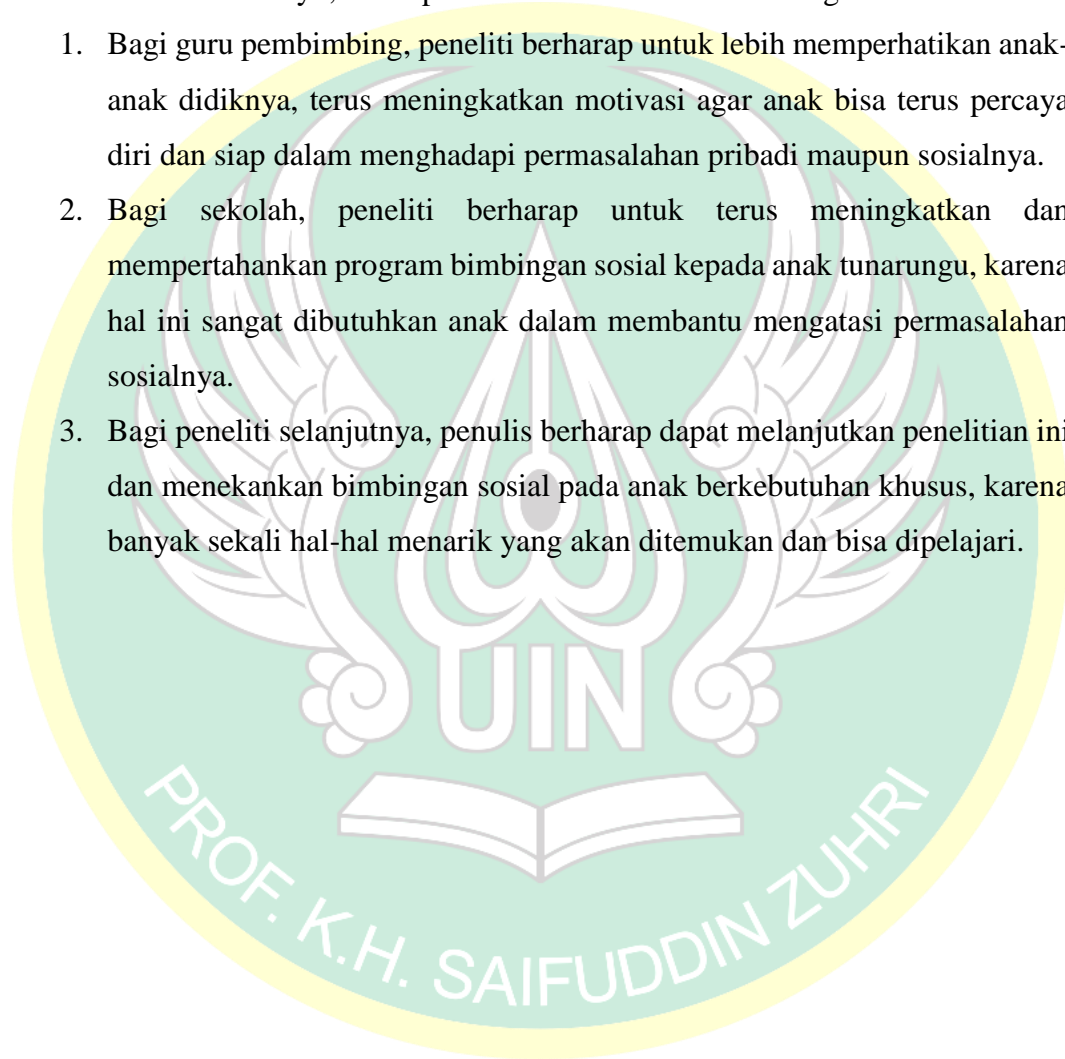 1. Bagi guru pembimbing, peneliti berharap untuk lebih memperhatikan anak-
anak didiknya, terus meningkatkan motivasi agar anak bisa terus percaya
diri dan siap dalam menghadapi permasalahan pribadi maupun sosialnya.
2. Bagi sekolah, peneliti berharap untuk terus meningkatkan dan
mempertahankan program bimbingan sosial kepada anak tunarungu, karena
hal ini sangat dibutuhkan anak dalam membantu mengatasi permasalahan
sosialnya.
3. Bagi peneliti selanjutnya, penulis berharap dapat melanjutkan penelitian ini
dan menekankan bimbingan sosial pada anak berkebutuhan khusus, karena
banyak sekali hal-hal menarik yang akan ditemukan dan bisa dipelajari.
UIN
PROF. K.H. SAIFUDDIN ZUHRI